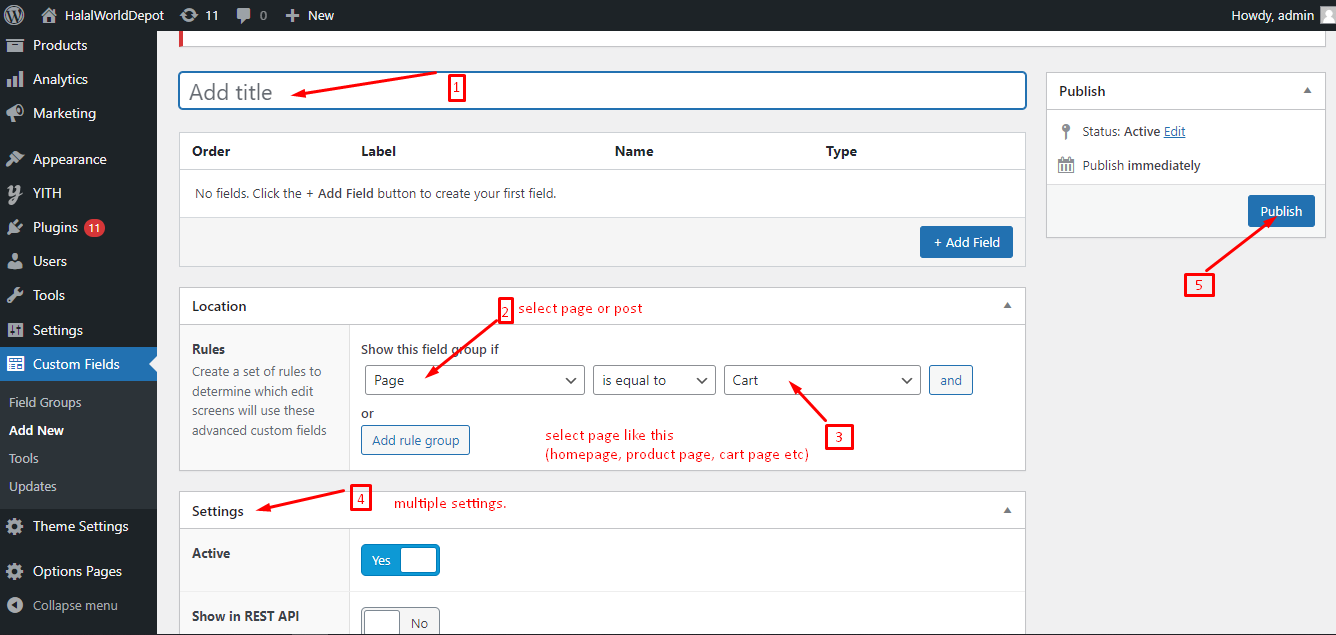 HalalWorldDepot 11 0 New Howdy, admin
Products
Analytics
Marketing
Appearance
YITH
Plugins 11
Users
Tools
Settings
Custom Fields
Field Groups
Add New
Tools
Updates
Theme Settings
Options Pages
Collapse menu
Add title
1
Order Label Name Type
No fields. Click the + Add Field button to create your first field.
+ Add Field
Location
2 select page or post
Rules
Create a set of rules to
determine which edit
screens will use these
advanced custom fields
Show this field group if
Page is equal to Cart and
or
Add rule group
3
select page like this
(homepage, product page, cart page etc)
Settings
4 multiple settings.
Active
Yes
Show in REST API
No
Publish
Status: Active Edit
Publish immediately
Publish
5